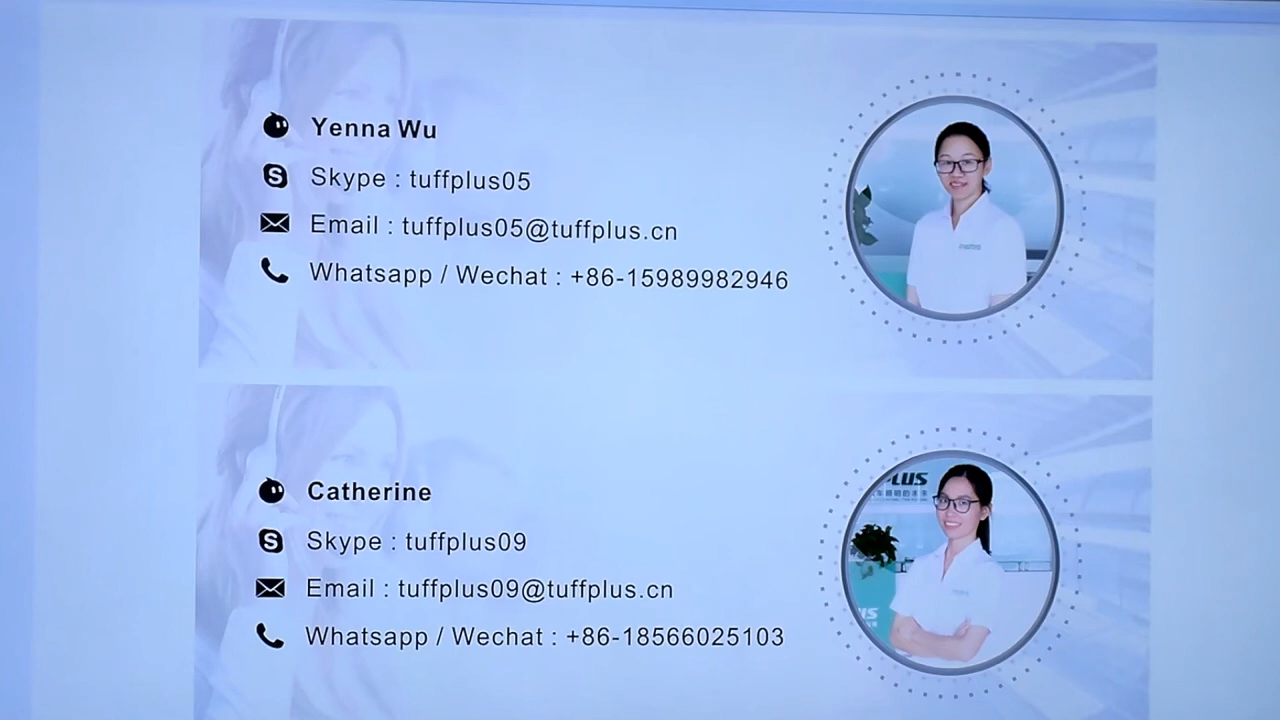 Yenna Wu
Skype : tuffplus05
Email : tuffplus05@tuffplus.cn
Whatsapp / Wechat : +86-15989982946
Catherine
Skype : tuffplus09
Email : tuffplus09@tuffplus.cn
Whatsapp / Wechat : +86-18566025103